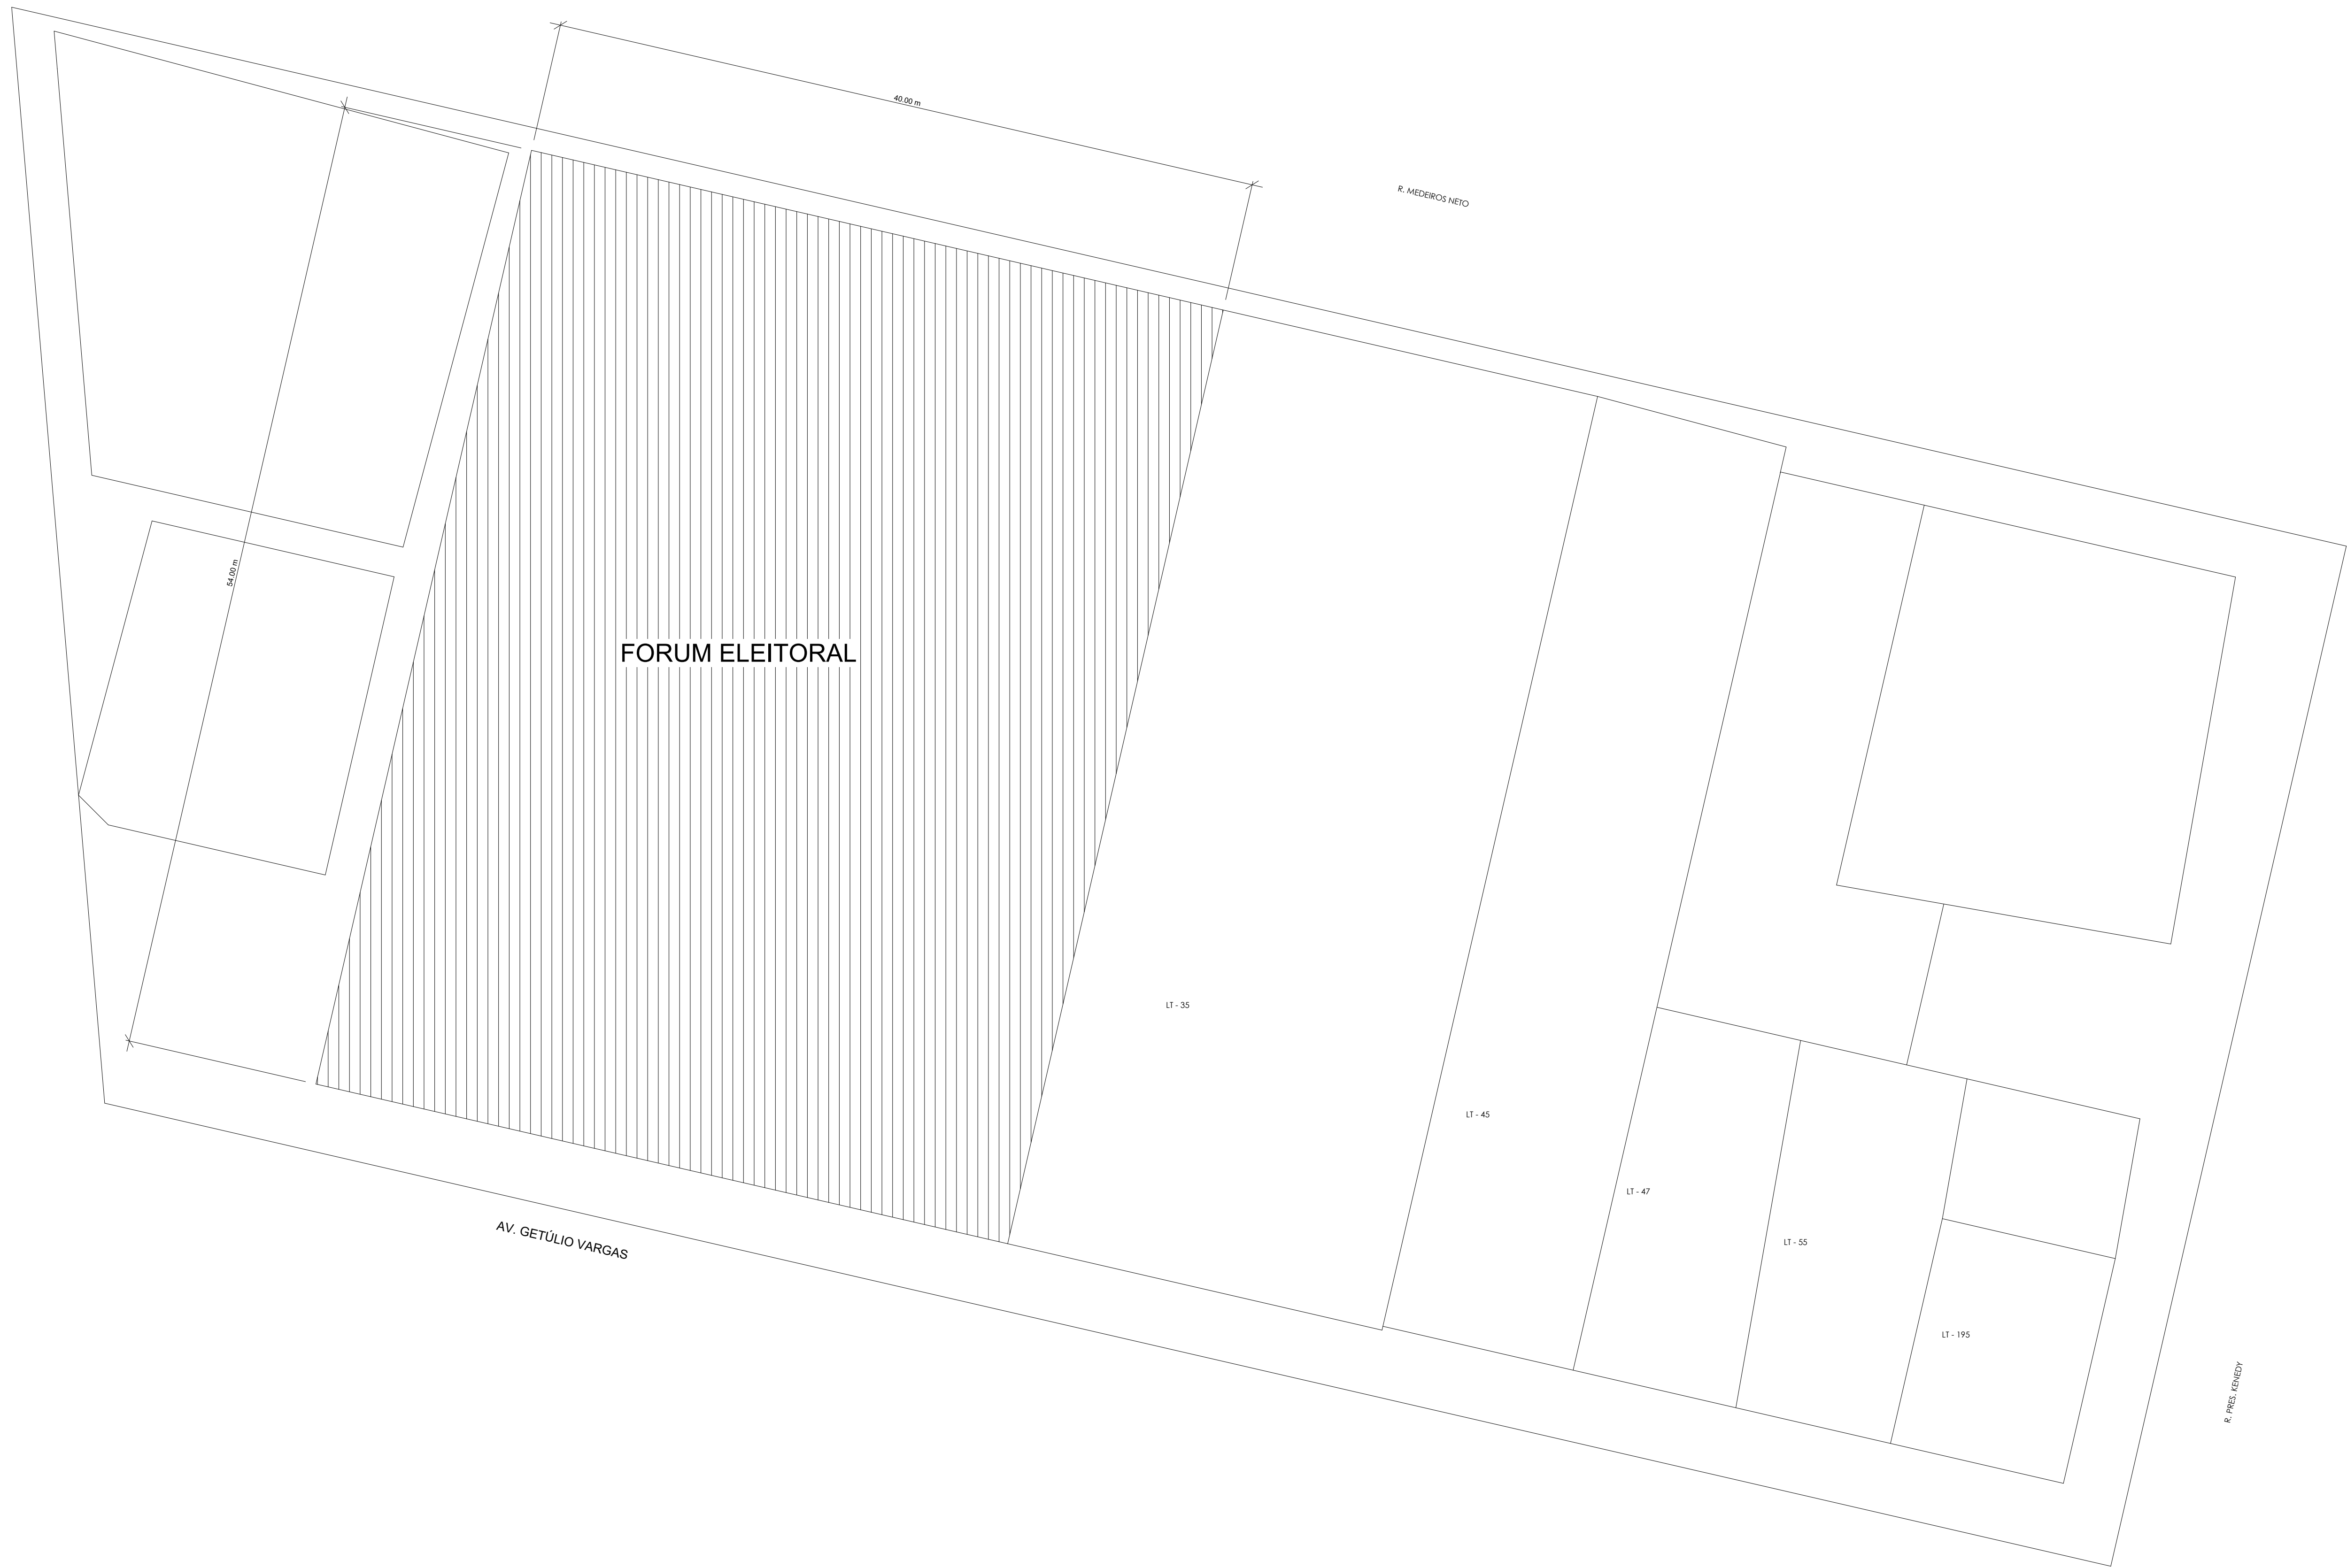 40.00 m
R. MEDEIROS NETO
54.00 m
FORUM ELEITORAL
LT - 35
LT - 45
LT - 47
LT - 55
AV. GETÚLIO VARGAS
LT - 195
R. PRES. KENEDY